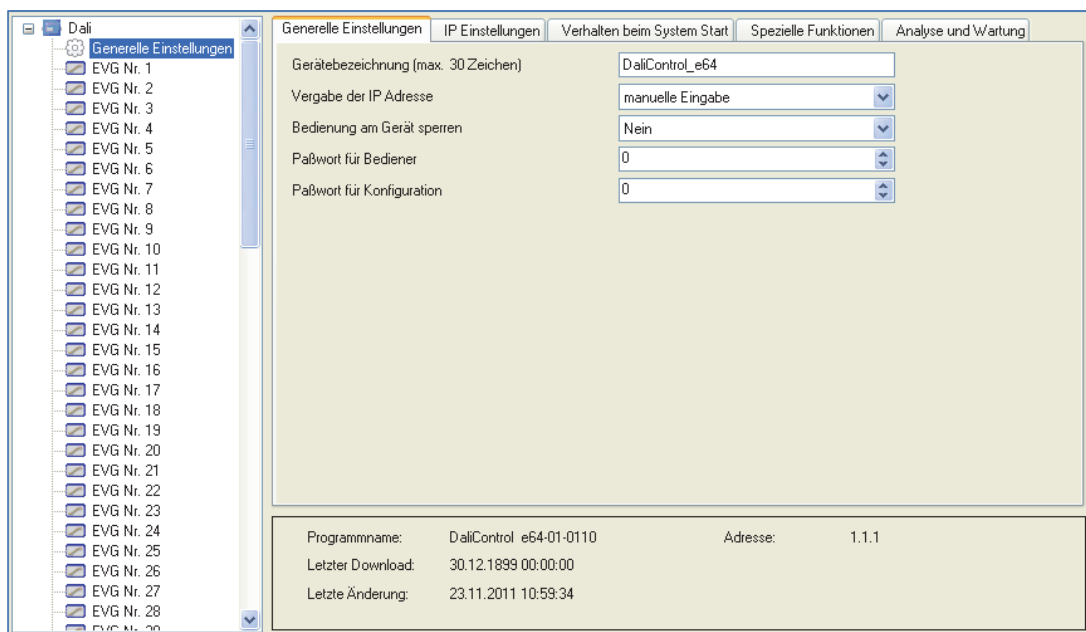 Dali
Generelle Einstellungen
EVG Nr. 1
EVG Nr. 2
EVG Nr. 3
EVG Nr. 4
EVG Nr. 5
EVG Nr. 6
EVG Nr. 7
EVG Nr. 8
EVG Nr. 9
EVG Nr. 10
EVG Nr. 11
EVG Nr. 12
EVG Nr. 13
EVG Nr. 14
EVG Nr. 15
EVG Nr. 16
EVG Nr. 17
EVG Nr. 18
EVG Nr. 19
EVG Nr. 20
EVG Nr. 21
EVG Nr. 22
EVG Nr. 23
EVG Nr. 24
EVG Nr. 25
EVG Nr. 26
EVG Nr. 27
EVG Nr. 28
EVG Nr. 29
Generelle Einstellungen IP Einstellungen Verhalten beim System Start Spezielle Funktionen Analyse und Wartung
Gerätebezeichnung (max. 30 Zeichen) DaliControl_e64
Vergabe der IP Adresse manuelle Eingabe
Bedienung am Gerät sperren Nein
Paßwort für Bediener 0
Paßwort für Konfiguration 0
Programmname: DaliControl e64-01-0110 Adresse: 1.1.1
Letzter Download: 30.12.1899 00:00:00
Letzte Änderung: 23.11.2011 10:59:34